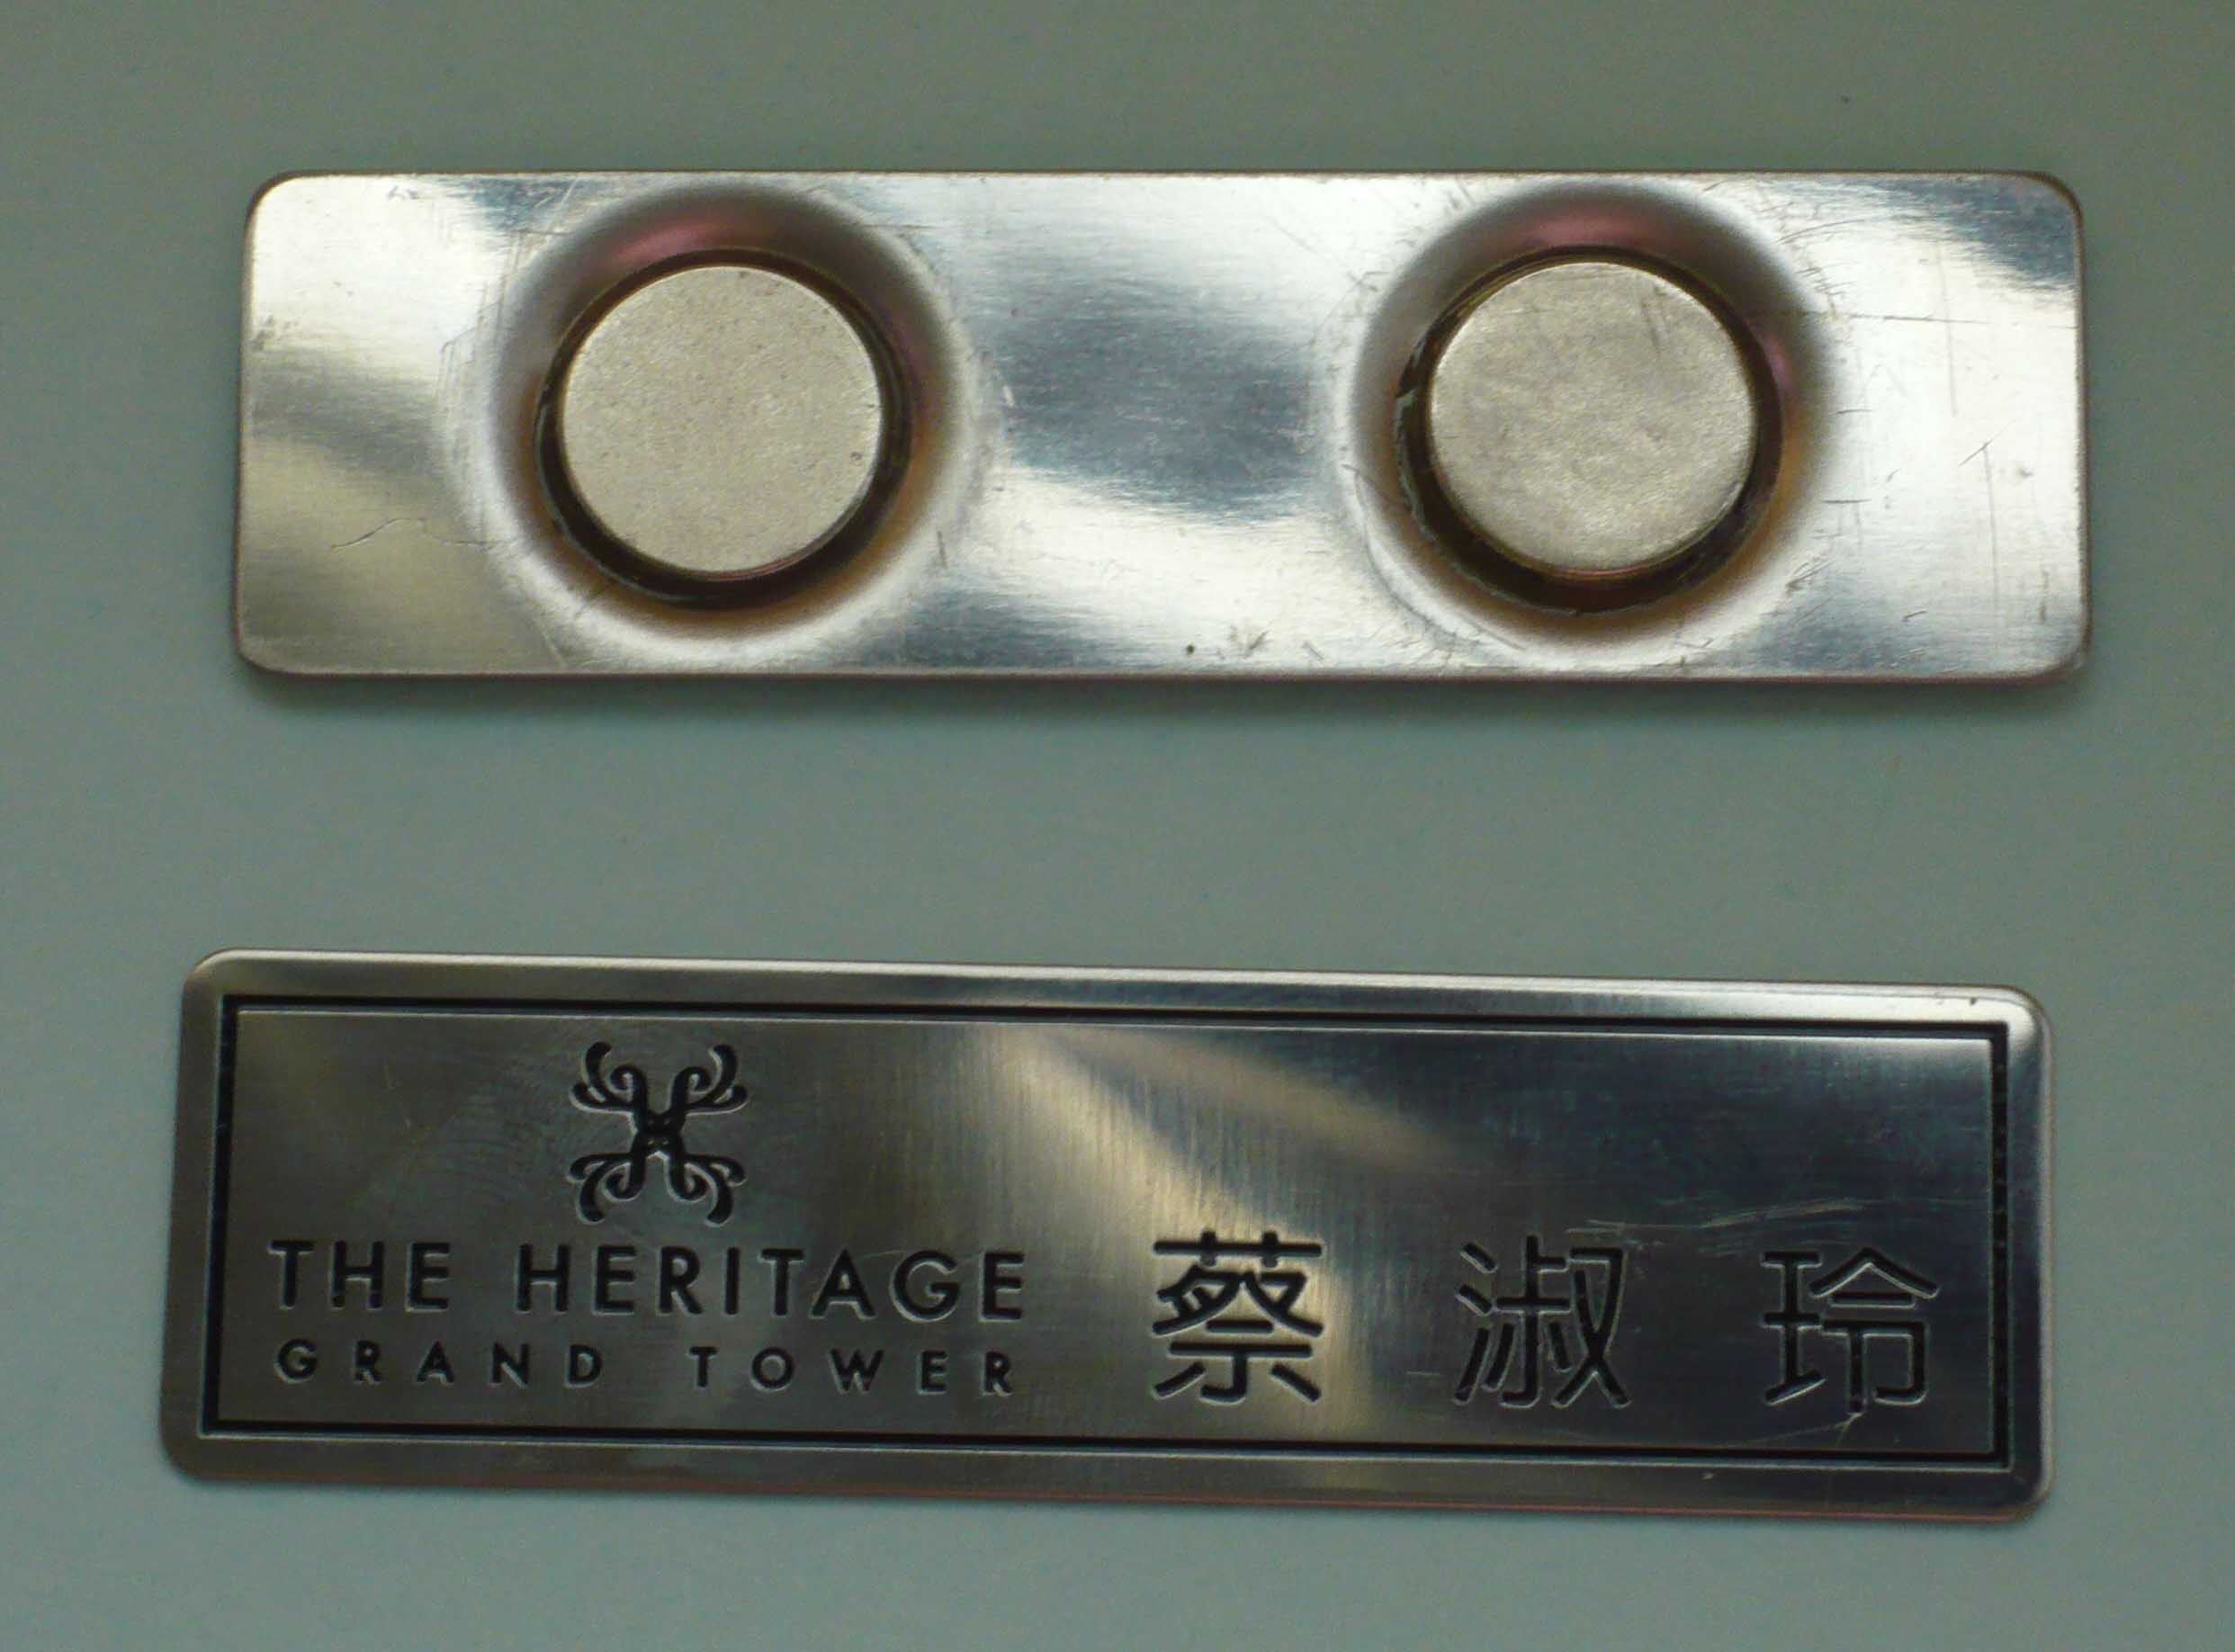 THE HERITAGE
GRAND TOWER
蔡淑玲